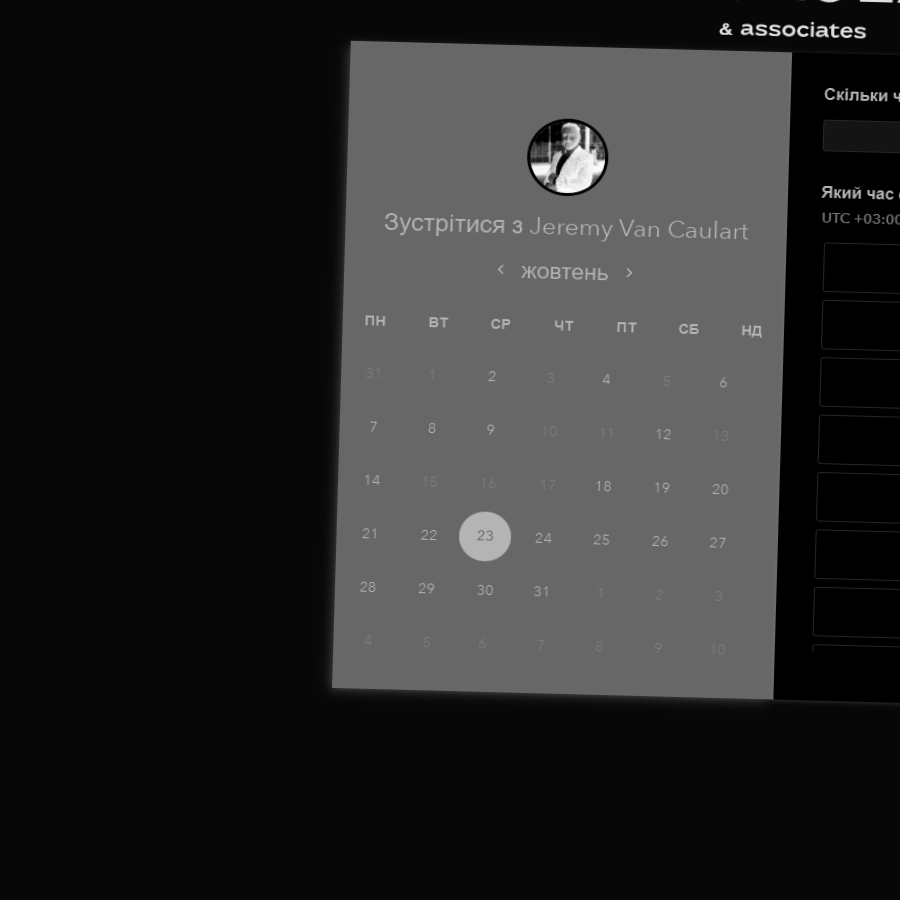 & associates
Зустрітися з Jeremy Van Caulart
жовтень
ПН ВТ СР ЧТ ПТ СБ НД
31 1 2 3 4 5 6
7 8 9 10 11 12 13
14 15 16 17 18 19 20
21 22 23 24 25 26 27
28 29 30 31 1 2 3
4 5 6 7 8 9 10
Скільки
Який час
UTC +03:00